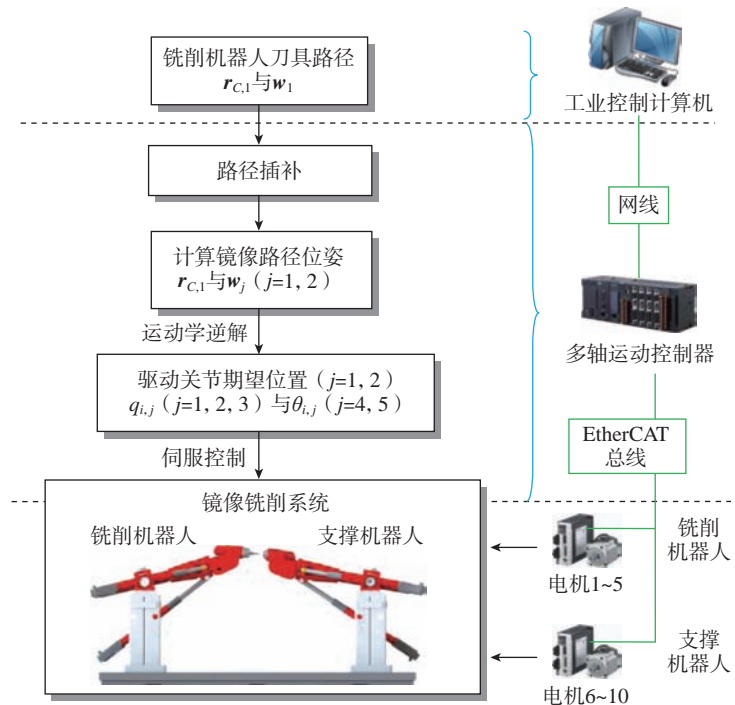 铣削机器人刀具路径
r_{C,1}与w_1
工业控制计算机
路径插补
网线
计算镜像路径位姿
r_{C,1}与w_j（j=1, 2）
运动学逆解
多轴运动控制器
驱动关节期望位置（j=1, 2）
q_{i,j}（j=1, 2, 3）与θ_{i,j}（j=4, 5）
EtherCAT
总线
伺服控制
镜像铣削系统
铣削机器人
支撑机器人
铣削
机器人
电机1~5
支撑
机器人
电机6~10